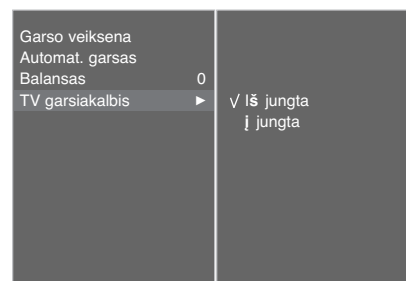 Garso veiksena
Automat. garsas
Balansas 0
TV garsiakalbis ►
√ Iš jungta
į jungta